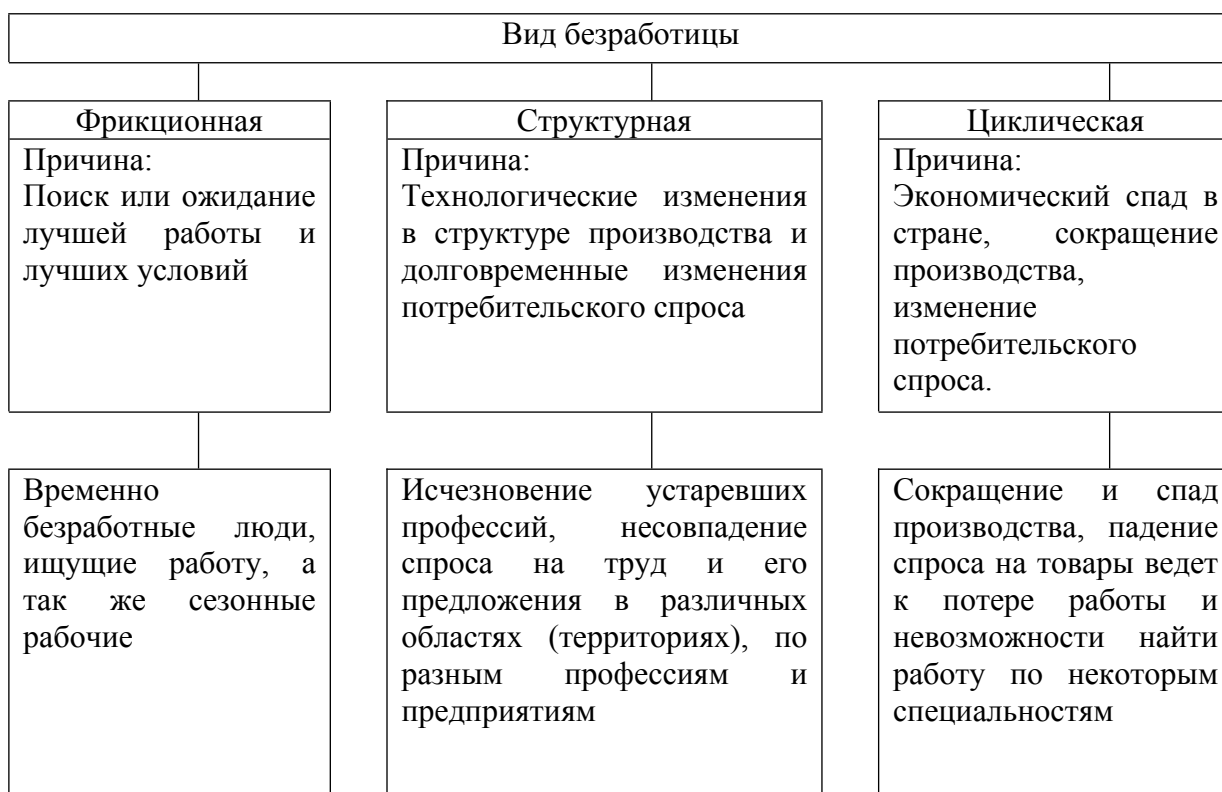 Вид безработицы
Фрикционная
Причина:
Поиск или ожидание
лучшей работы и
лучших условий
Структурная
Причина:
Технологические изменения
в структуре производства и
долговременные изменения
потребительского спроса
Циклическая
Причина:
Экономический спад в
стране, сокращение
производства,
изменение
потребительского
спроса.
Временно
безработные люди,
ищущие работу, а
так же сезонные
рабочие
Исчезновение устаревших
профессий, несовпадение
спроса на труд и его
предложения в различных
областях (территориях), по
разным профессиям и
предприятиям
Сокращение и спад
производства, падение
спроса на товары ведет
к потере работы и
невозможности найти
работу по некоторым
специальностям